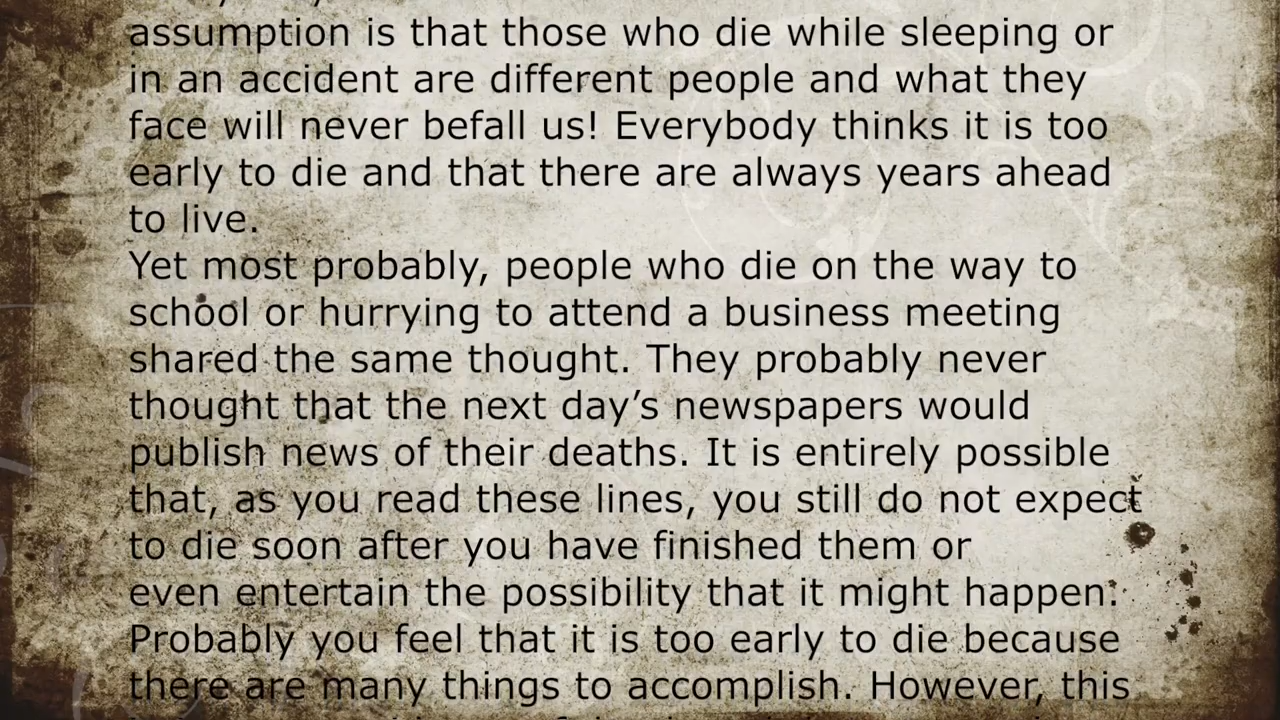 assumption is that those who die while sleeping or
in an accident are different people and what they
face will never befall us! Everybody thinks it is too
early to die and that there are always years ahead
to live.
Yet most probably, people who die on the way to
school or hurrying to attend a business meeting
shared the same thought. They probably never
thought that the next day’s newspapers would
publish news of their deaths. It is entirely possible
that, as you read these lines, you still do not expect
to die soon after you have finished them or
even entertain the possibility that it might happen.
Probably you feel that it is too early to die because
there are many things to accomplish. However, this